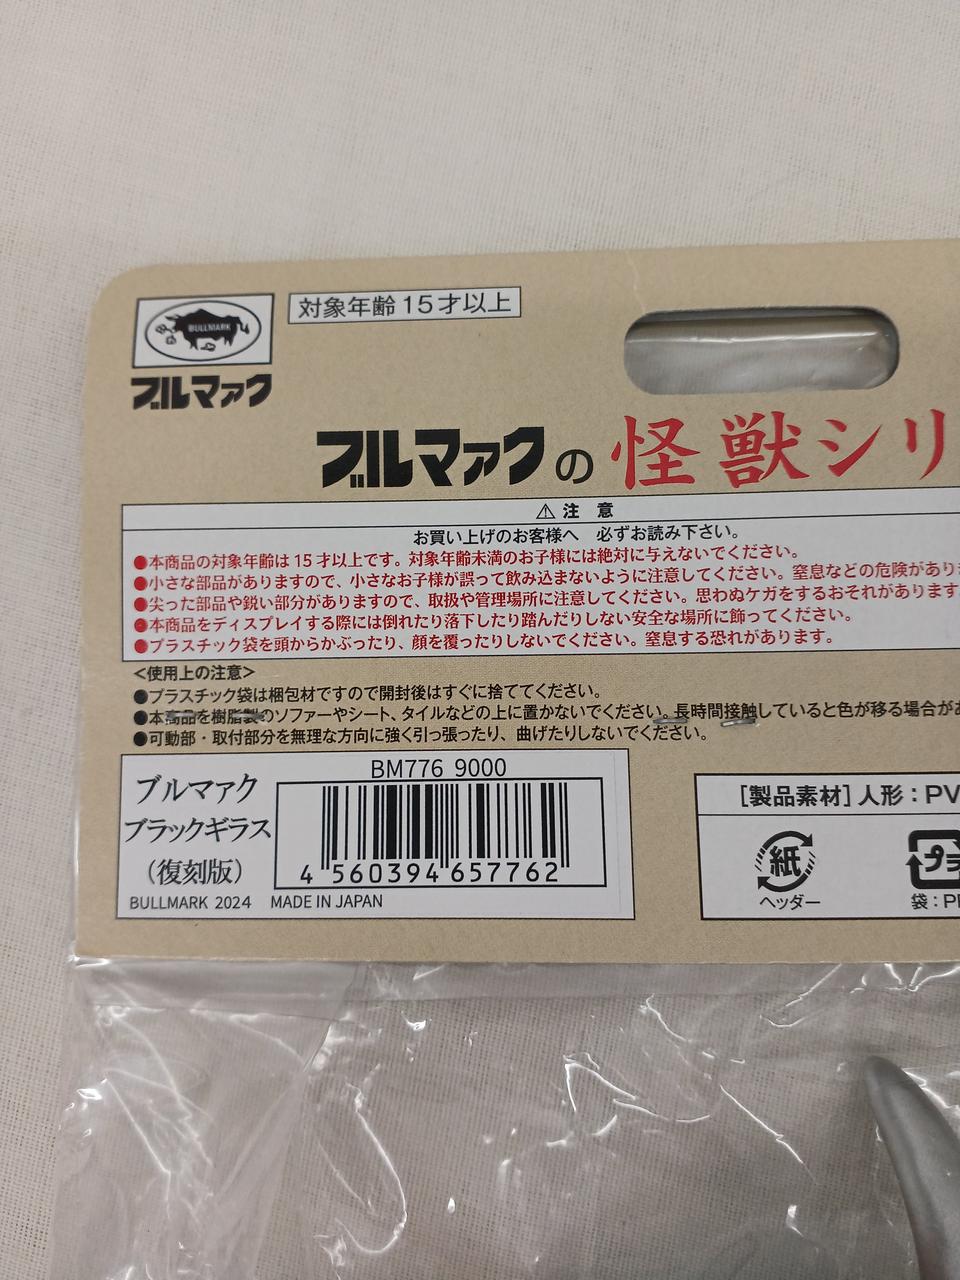 BULLMARK
ブルマァク
対象年齢15才以上
ブルマァクの怪獣シリ
⚠注 意
お買い上げのお客様へ 必ずお読み下さい。
●本商品の対象年齢は15才以上です。対象年齢未満のお子様には絶対に与えないでください。
●小さな部品がありますので、小さなお子様が誤って飲み込まないように注意してください。窒息などの危険があり
●尖った部品や鋭い部分がありますので、取扱や管理場所に注意してください。思わぬケガをするおそれがあります
●本商品をディスプレイする際には倒れたり落下したり踏んだりしない安全な場所に飾ってください。
●プラスチック袋を頭からかぶったり、顔を覆ったりしないでください。窒息する恐れがあります。
<使用上の注意>
●プラスチック袋は梱包材ですので開封後はすぐに捨ててください。
●本商品を樹脂製のソファーやシート、タイルなどの上に置かないでください。長時間接触していると色が移る場合があ
●可動部・取付部分を無理な方向に強く引っ張ったり、曲げたりしないでください。
ブルマァク
ブラックギラス
(復刻版)
BM776 9000
4 560394 657762
BULLMARK 2024 MADE IN JAPAN
[製品素材]人形:PV
紙
ヘッダー
プラ
袋:P